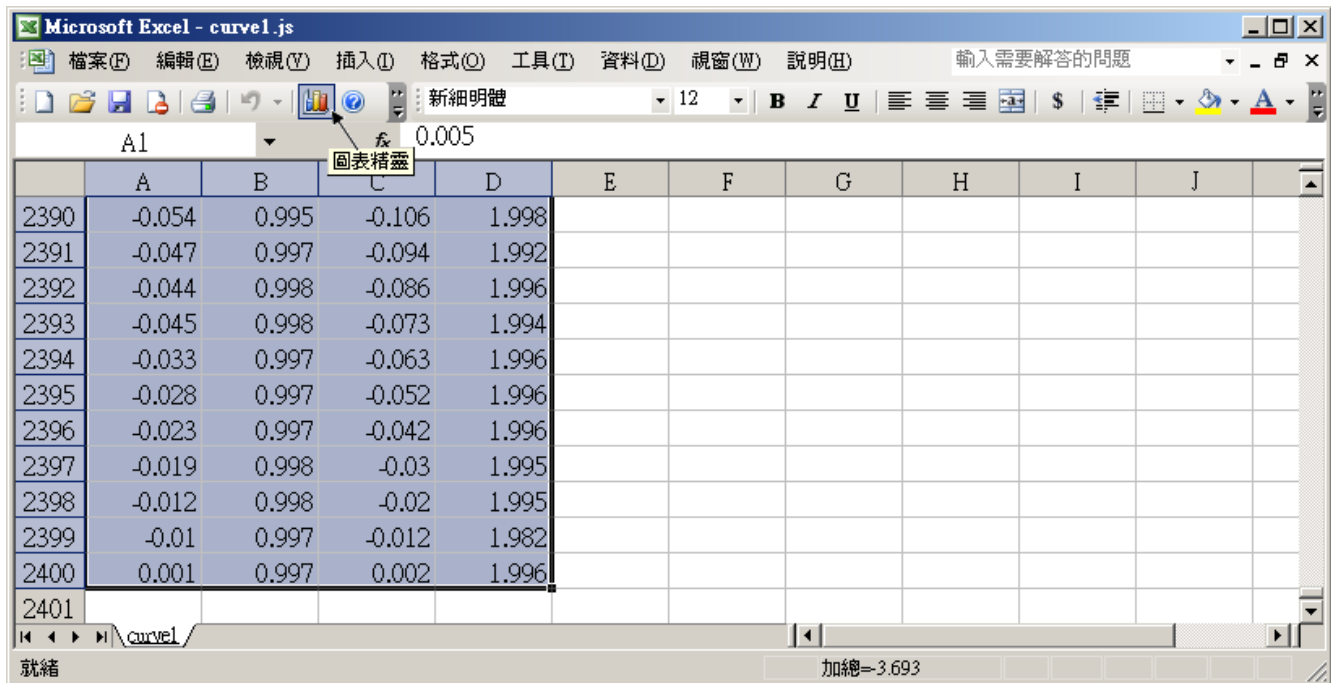 Microsoft Excel - curve1.js
檔案(F) 編輯(E) 檢視(V) 插入(I) 格式(O) 工具(T) 資料(D) 視窗(W) 說明(H) 輸入需要解答的問題
新細明體 12 B I U $ A
A1 fx 0.005
圖表精靈
A B C D E F G H I J
2390 -0.054 0.995 -0.106 1.998
2391 -0.047 0.997 -0.094 1.992
2392 -0.044 0.998 -0.086 1.996
2393 -0.045 0.998 -0.073 1.994
2394 -0.033 0.997 -0.063 1.996
2395 -0.028 0.997 -0.052 1.996
2396 -0.023 0.997 -0.042 1.996
2397 -0.019 0.998 -0.03 1.995
2398 -0.012 0.998 -0.02 1.995
2399 -0.01 0.997 -0.012 1.982
2400 0.001 0.997 0.002 1.996
2401
curve1
就緒 加總=-3.693